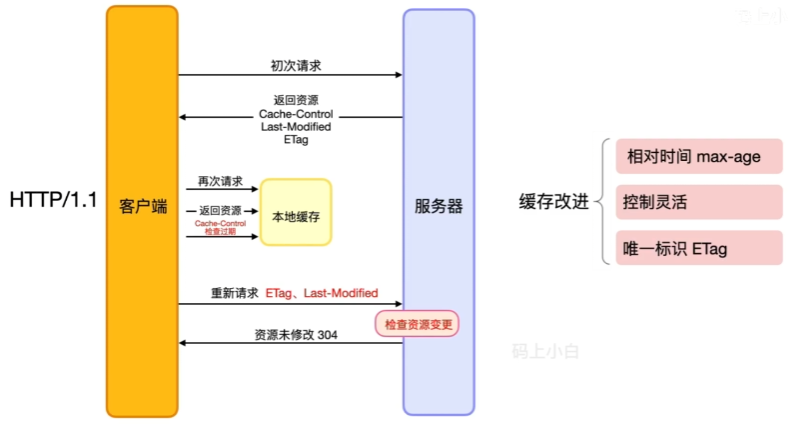 初次请求
返回资源
Cache-Control
Last-Modified
ETag
HTTP/1.1
客户端
服务器
再次请求
返回资源
Cache-Control
检查过期
本地缓存
重新请求 ETag、Last-Modified
检查资源变更
资源未修改 304
缓存改进
相对时间 max-age
控制灵活
唯一标识 ETag
码上小白